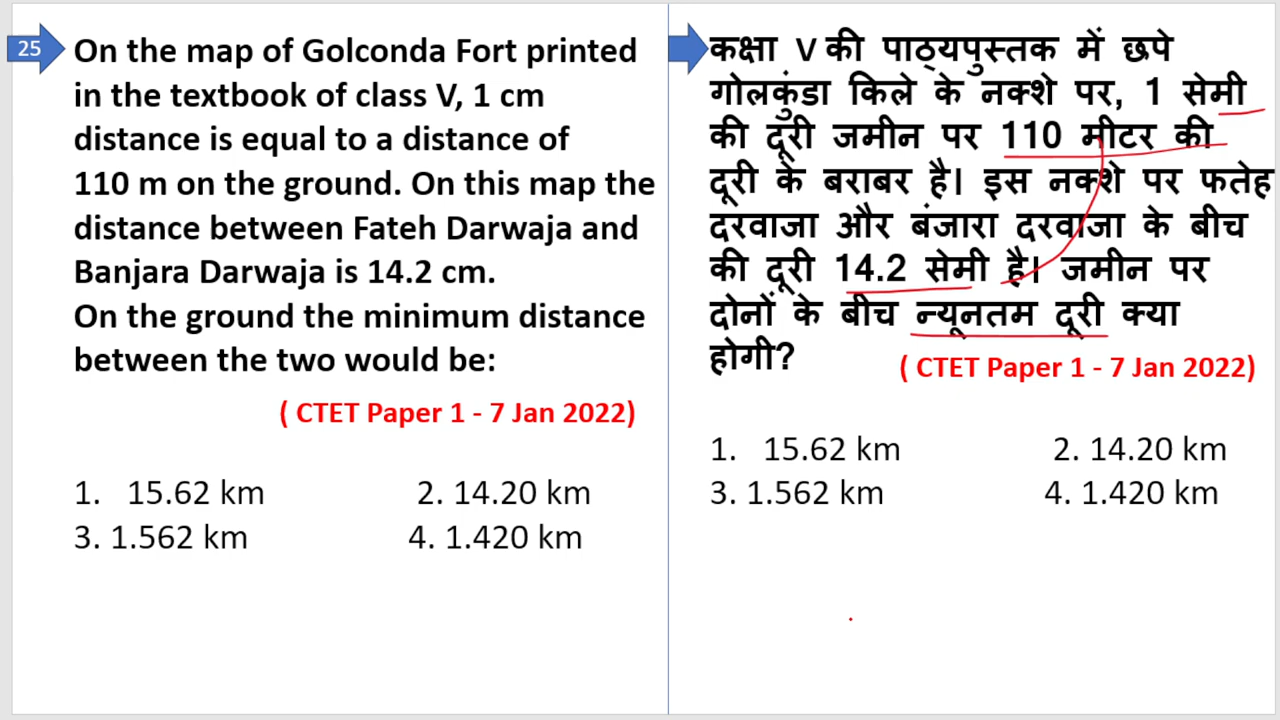 25
On the map of Golconda Fort printed
in the textbook of class V, 1 cm
distance is equal to a distance of
110 m on the ground. On this map the
distance between Fateh Darwaja and
Banjara Darwaja is 14.2 cm.
On the ground the minimum distance
between the two would be:
( CTET Paper 1 - 7 Jan 2022)
1. 15.62 km 2. 14.20 km
3. 1.562 km 4. 1.420 km
कक्षा V की पाठ्यपुस्तक में छपे
गोलकुंडा किले के नक्शे पर, 1 सेमी
की दूरी जमीन पर 110 मीटर की
दूरी के बराबर है। इस नक्शे पर फतेह
दरवाजा और बंजारा दरवाजा के बीच
की दूरी 14.2 सेमी है। जमीन पर
दोनों के बीच न्यूनतम दूरी क्या
होगी?
( CTET Paper 1 - 7 Jan 2022)
1. 15.62 km 2. 14.20 km
3. 1.562 km 4. 1.420 km